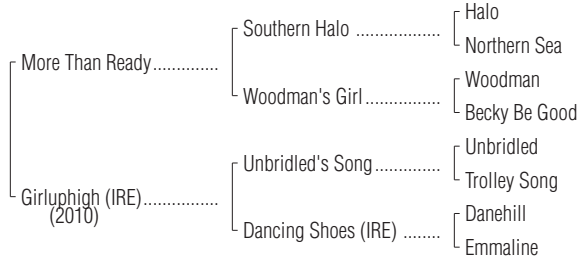 Halo
Southern Halo ..................
Northern Sea
More Than Ready..............
Woodman
Woodman's Girl................
Becky Be Good
Unbridled
Unbridled's Song..............
Trolley Song
Girluphigh (IRE)................
(2010)
Danehill
Dancing Shoes (IRE) ........
Emmaline